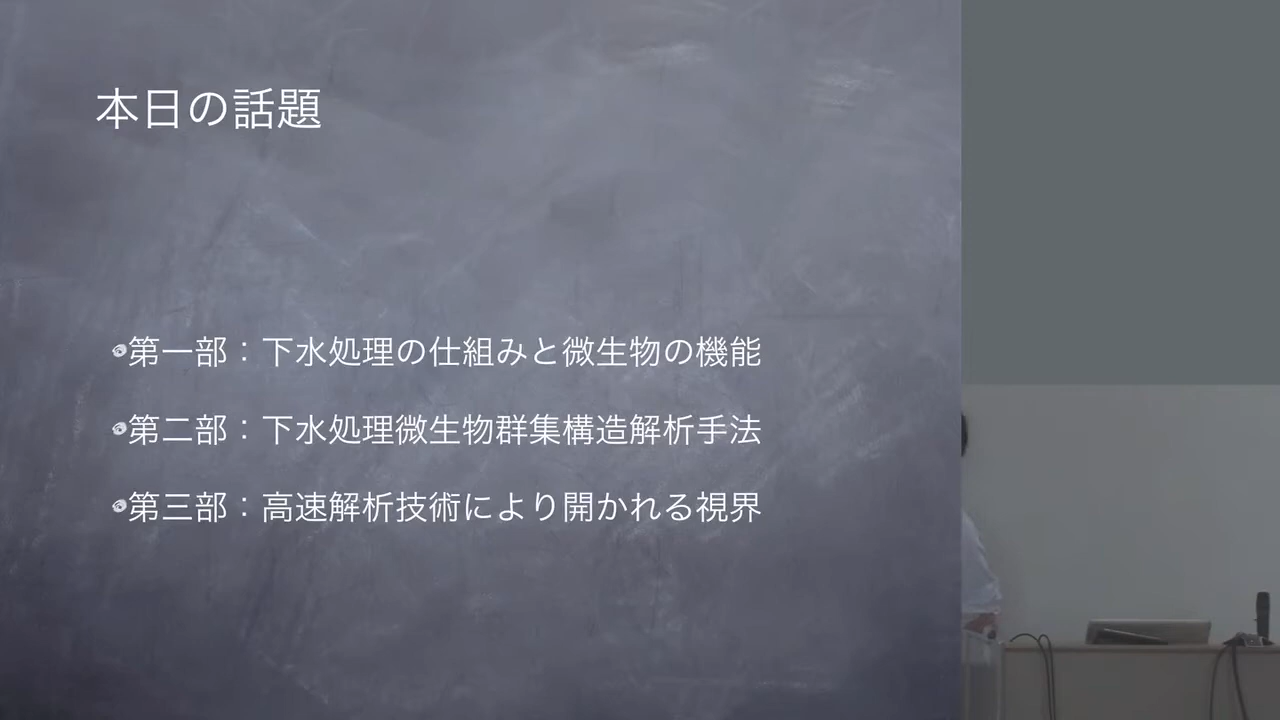 本日の話題
第一部：下水処理の仕組みと微生物の機能
第二部：下水処理微生物群集構造解析手法
第三部：高速解析技術により開かれる視界